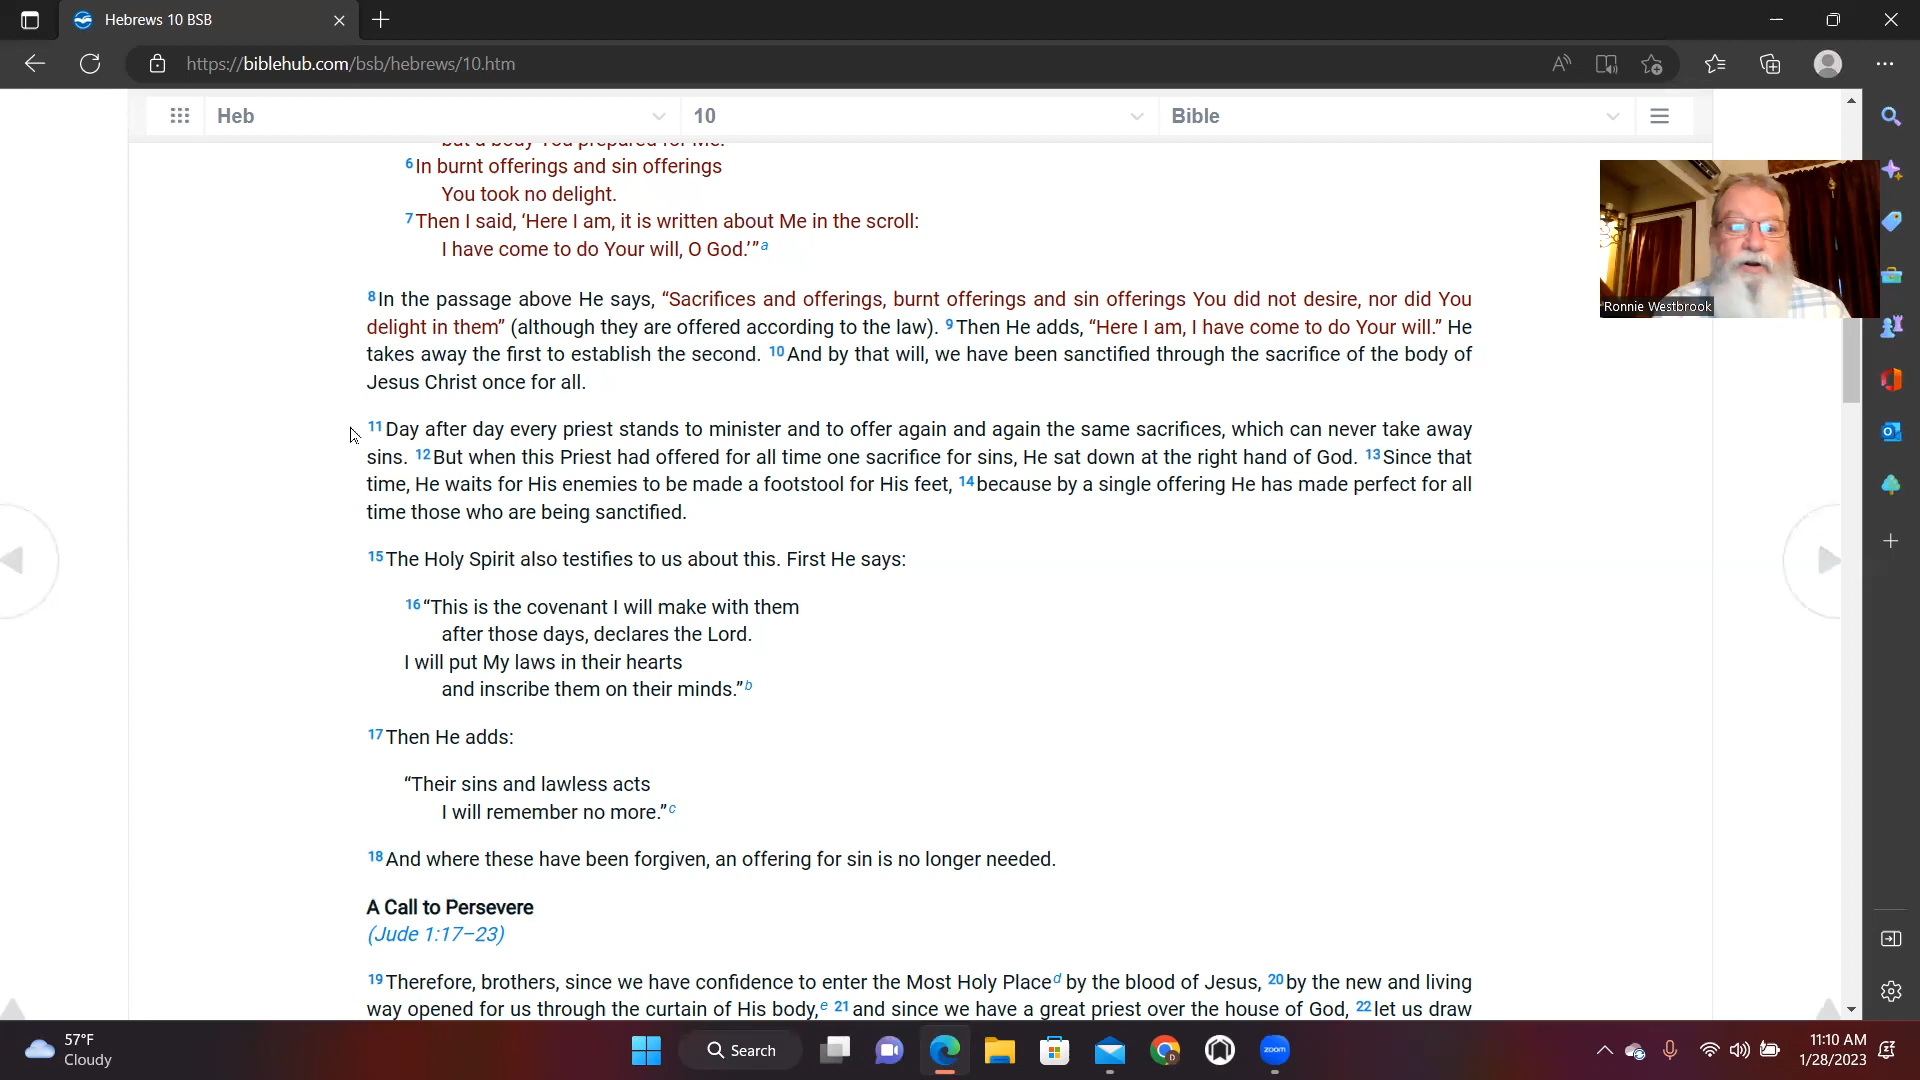 Hebrews 10 BSB
https://biblehub.com/bsb/hebrews/10.htm
Heb
10
Bible
but a body You prepared for Me.
6 In burnt offerings and sin offerings
You took no delight.
7 Then I said, ‘Here I am, it is written about Me in the scroll:
I have come to do Your will, O God.’” a
8 In the passage above He says, “Sacrifices and offerings, burnt offerings and sin offerings You did not desire, nor did You
delight in them” (although they are offered according to the law). 9 Then He adds, “Here I am, I have come to do Your will.” He
takes away the first to establish the second. 10 And by that will, we have been sanctified through the sacrifice of the body of
Jesus Christ once for all.
11 Day after day every priest stands to minister and to offer again and again the same sacrifices, which can never take away
sins. 12 But when this Priest had offered for all time one sacrifice for sins, He sat down at the right hand of God. 13 Since that
time, He waits for His enemies to be made a footstool for His feet, 14 because by a single offering He has made perfect for all
time those who are being sanctified.
15 The Holy Spirit also testifies to us about this. First He says:
16 “This is the covenant I will make with them
after those days, declares the Lord.
I will put My laws in their hearts
and inscribe them on their minds.” b
17 Then He adds:
“Their sins and lawless acts
I will remember no more.” c
18 And where these have been forgiven, an offering for sin is no longer needed.
A Call to Persevere
(Jude 1:17–23)
19 Therefore, brothers, since we have confidence to enter the Most Holy Place d by the blood of Jesus, 20 by the new and living
way opened for us through the curtain of His body, e 21 and since we have a great priest over the house of God, 22 let us draw
Ronnie Westbrook
57°F
Cloudy
Search
zoom
11:10 AM
1/28/2023